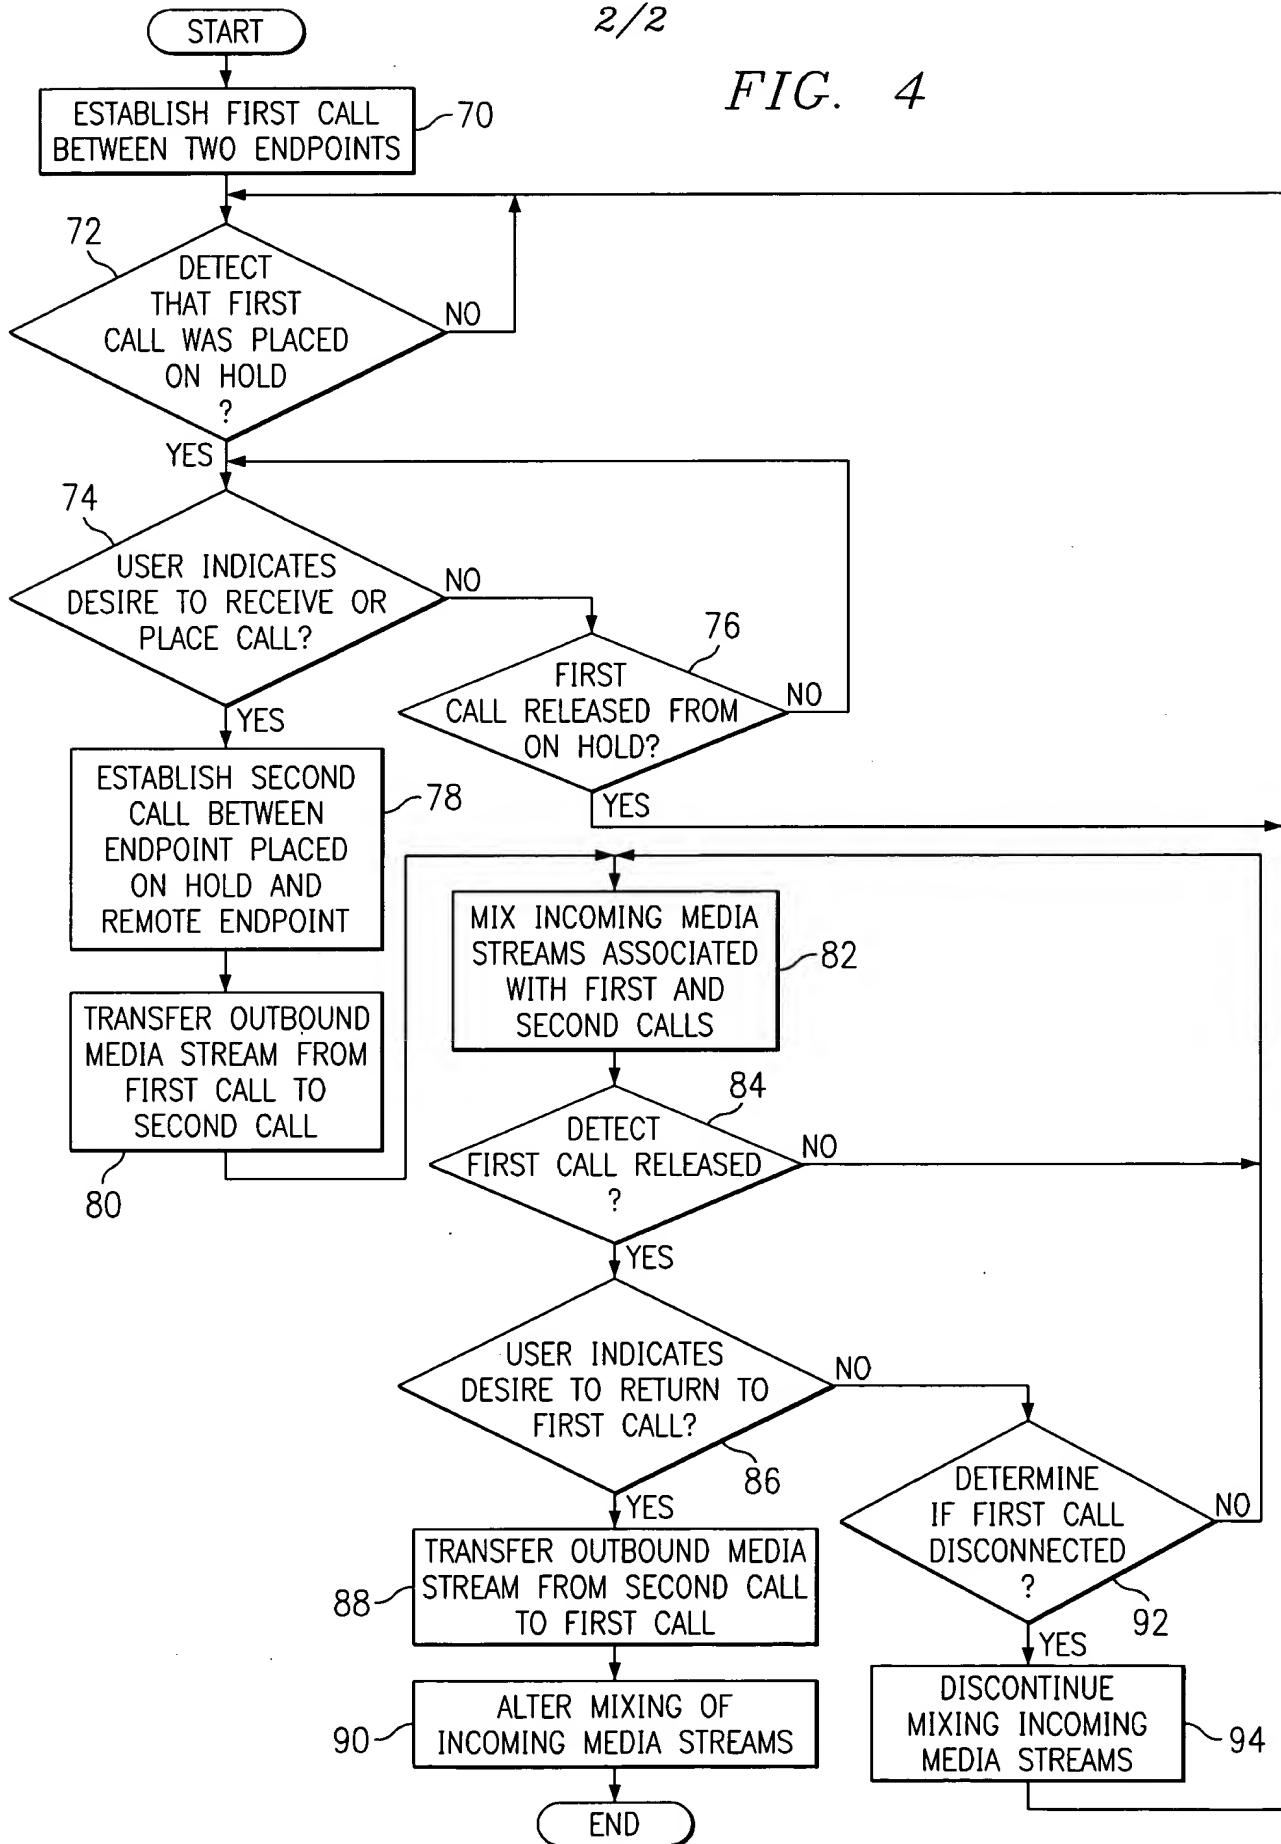 2/2
FIG. 4
START
ESTABLISH FIRST CALL
BETWEEN TWO ENDPOINTS
70
72
DETECT
THAT FIRST
CALL WAS PLACED
ON HOLD
?
NO
YES
74
USER INDICATES
DESIRE TO RECEIVE OR
PLACE CALL?
NO
YES
76
FIRST
CALL RELEASED FROM
ON HOLD?
NO
YES
ESTABLISH SECOND
CALL BETWEEN
ENDPOINT PLACED
ON HOLD AND
REMOTE ENDPOINT
78
TRANSFER OUTBOUND
MEDIA STREAM FROM
FIRST CALL TO
SECOND CALL
80
MIX INCOMING MEDIA
STREAMS ASSOCIATED
WITH FIRST AND
SECOND CALLS
82
84
DETECT
FIRST CALL RELEASED
?
NO
YES
USER INDICATES
DESIRE TO RETURN TO
FIRST CALL?
86
NO
YES
TRANSFER OUTBOUND MEDIA
STREAM FROM SECOND CALL
TO FIRST CALL
88
ALTER MIXING OF
INCOMING MEDIA STREAMS
90
END
DETERMINE
IF FIRST CALL
DISCONNECTED
?
92
NO
YES
DISCONTINUE
MIXING INCOMING
MEDIA STREAMS
94